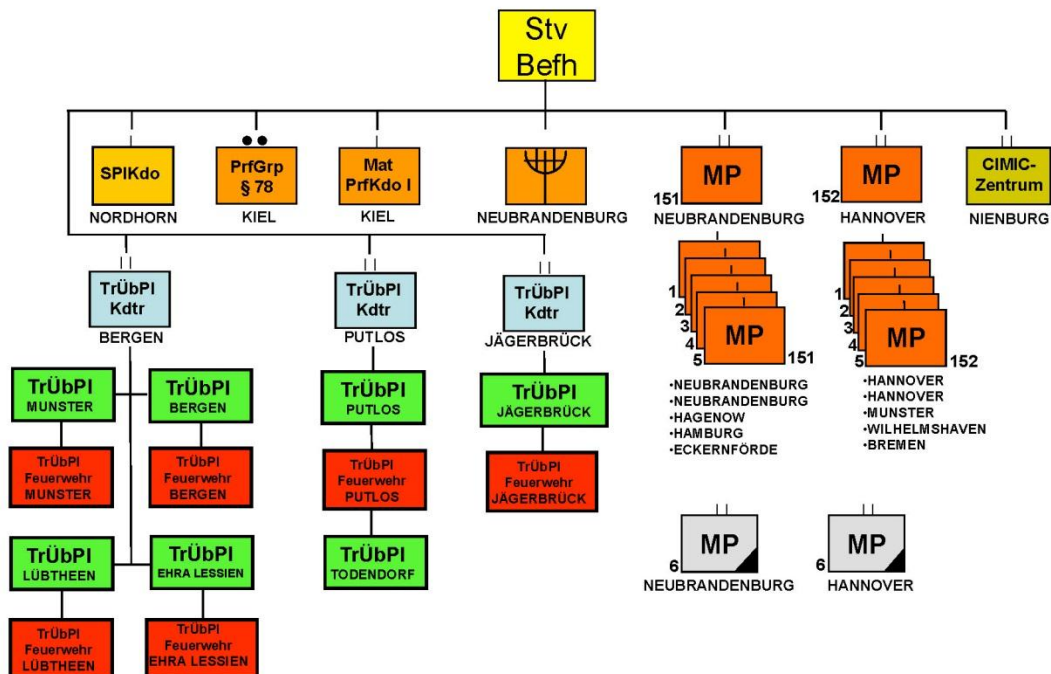 Stv
Befh
SPIKdo
NORDHORN
PrfGrp
§ 78
KIEL
Mat
PrfKdo I
KIEL
NEUBRANDENBURG
MP
151
NEUBRANDENBURG
MP
152
HANNOVER
CIMIC-
Zentrum
NIENBURG
TrÜbPl
Kdtr
BERGEN
TrÜbPl
Kdtr
PUTLOS
TrÜbPl
Kdtr
JÄGERBRÜCK
1
2
3
4
5
MP
151
1
2
3
4
5
MP
152
•NEUBRANDENBURG
•NEUBRANDENBURG
•HAGENOW
•HAMBURG
•ECKERNFÖRDE
•HANNOVER
•HANNOVER
•MUNSTER
•WILHELMSHAVEN
•BREMEN
TrÜbPl
MUNSTER
TrÜbPl
BERGEN
TrÜbPl
PUTLOS
TrÜbPl
JÄGERBRÜCK
TrÜbPl
Feuerwehr
MUNSTER
TrÜbPl
Feuerwehr
BERGEN
TrÜbPl
Feuerwehr
PUTLOS
TrÜbPl
Feuerwehr
JÄGERBRÜCK
TrÜbPl
LÜBTHEEN
TrÜbPl
EHRA LESSIEN
TrÜbPl
TODENDORF
MP
6
NEUBRANDENBURG
MP
6
HANNOVER
TrÜbPl
Feuerwehr
LÜBTHEEN
TrÜbPl
Feuerwehr
EHRA LESSIEN